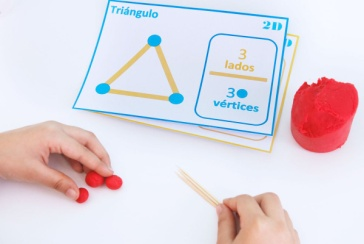 Triángulo
2D
3
lados
3
vértices